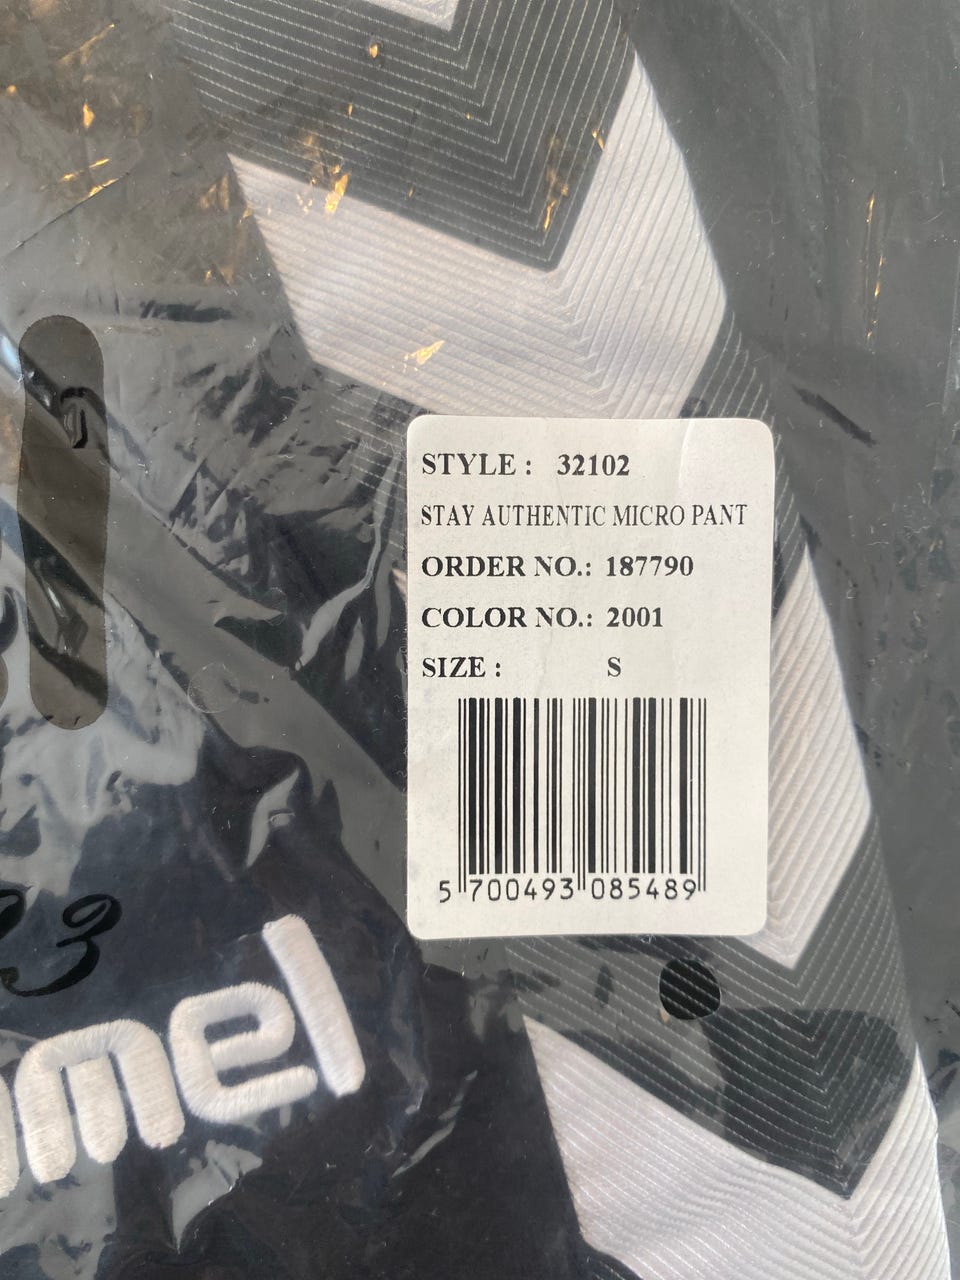 STYLE : 32102
STAY AUTHENTIC MICRO PANT
ORDER NO.: 187790
COLOR NO.: 2001
SIZE : S
5 700493 085489
mel